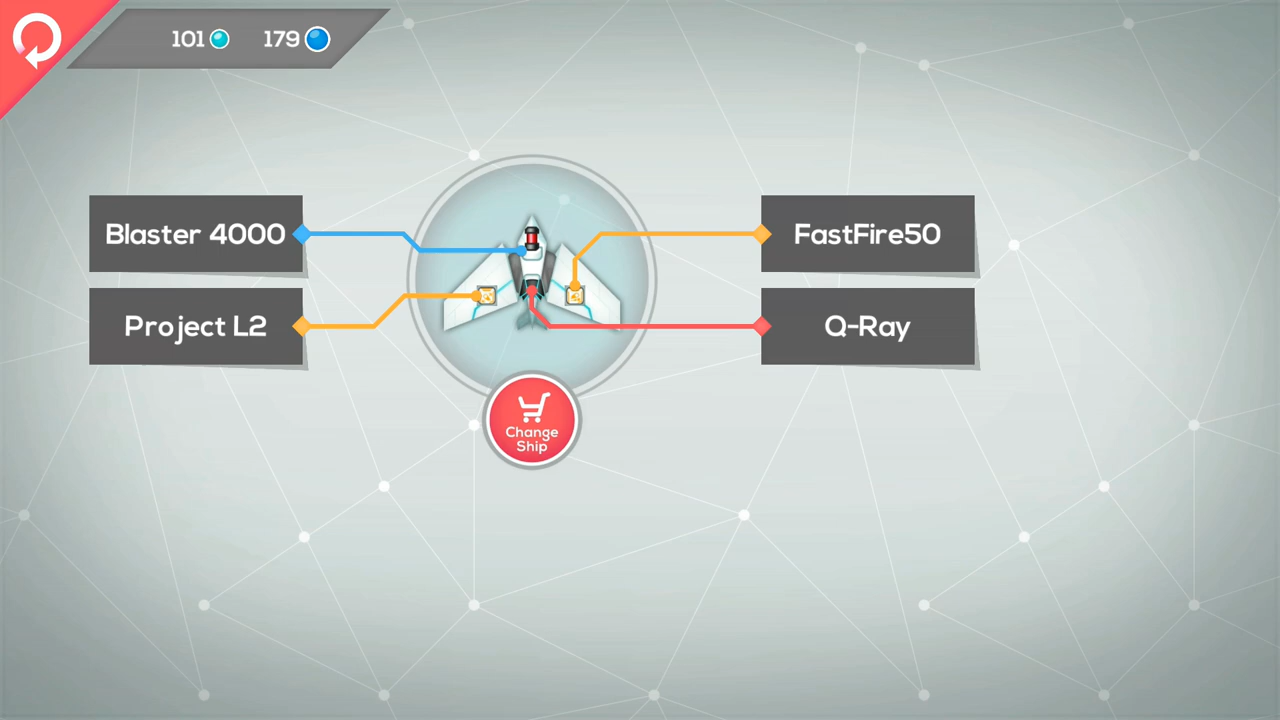 101 179
Blaster 4000
FastFire50
Project L2
Q-Ray
Change
Ship